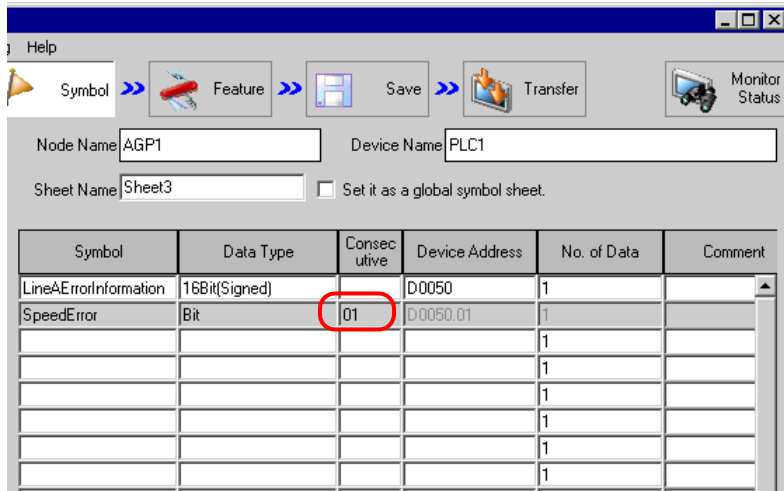 g Help
Symbol Feature Save Transfer Monitor Status
Node Name AGP1 Device Name PLC1
Sheet Name Sheet3 Set it as a global symbol sheet.
Symbol Data Type Consecutive Device Address No. of Data Comment
LineAErrorInformation 16Bit(Signed) D0050 1
SpeedError Bit 01 D0050.01 1
1
1
1
1
1
1